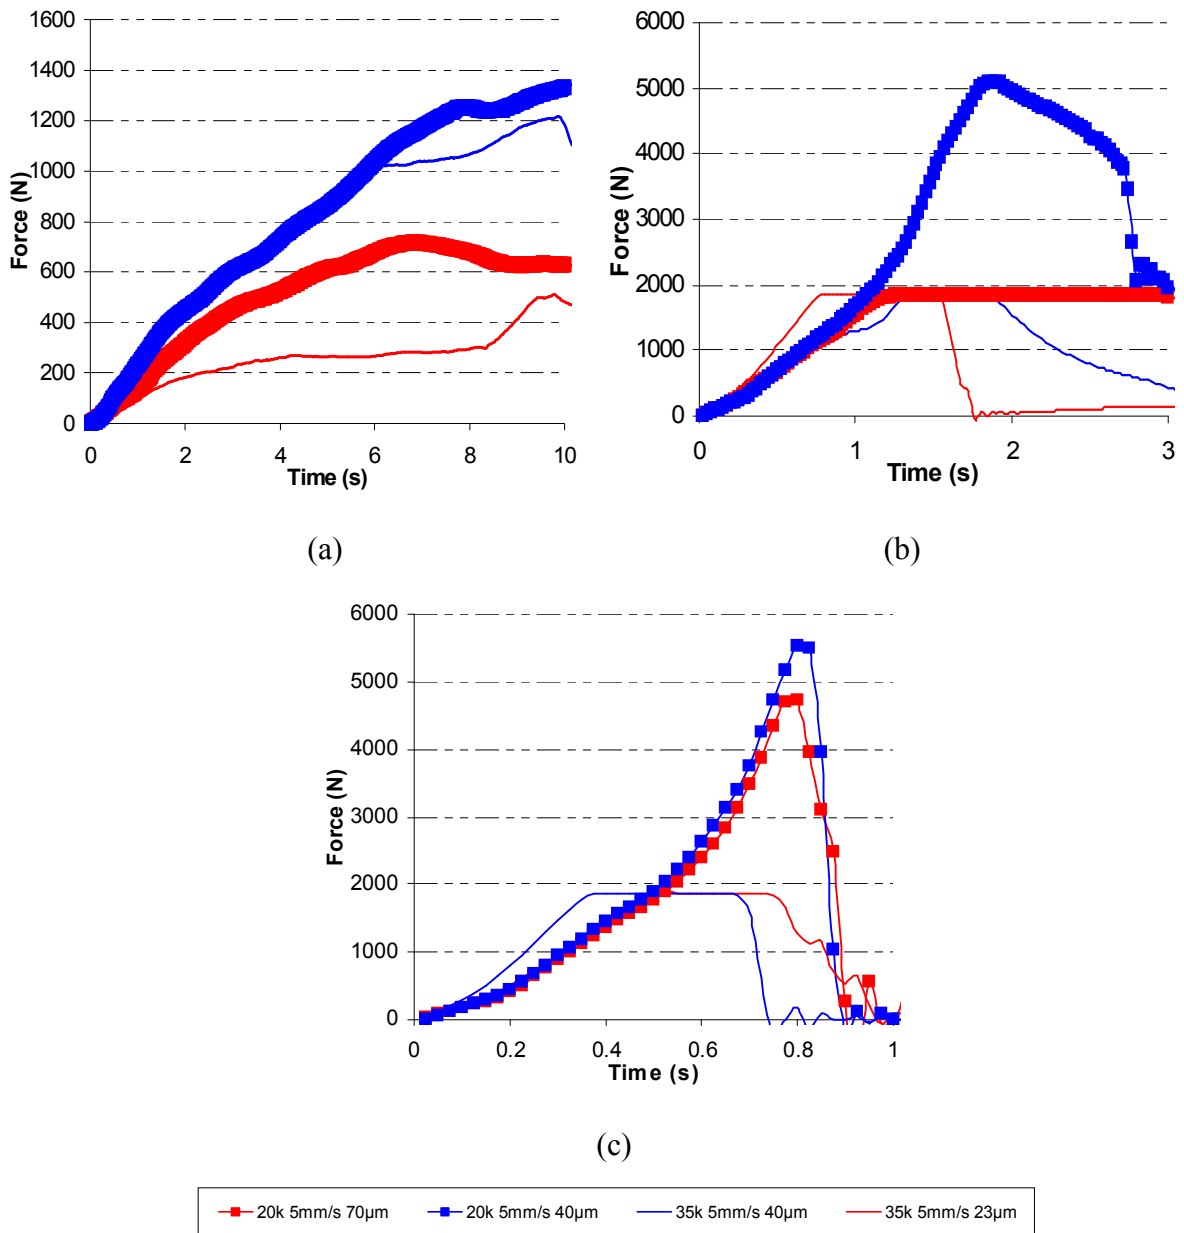 1600
1400
1200
1000
800
600
400
200
0
Force (N)
0 2 4 6 8 10
Time (s)
(a)
6000
5000
4000
3000
2000
1000
0
Force (N)
0 1 2 3
Time (s)
(b)
6000
5000
4000
3000
2000
1000
0
Force (N)
0 0.2 0.4 0.6 0.8 1
Time (s)
(c)
20k 5mm/s 70µm 20k 5mm/s 40µm 35k 5mm/s 40µm 35k 5mm/s 23µm